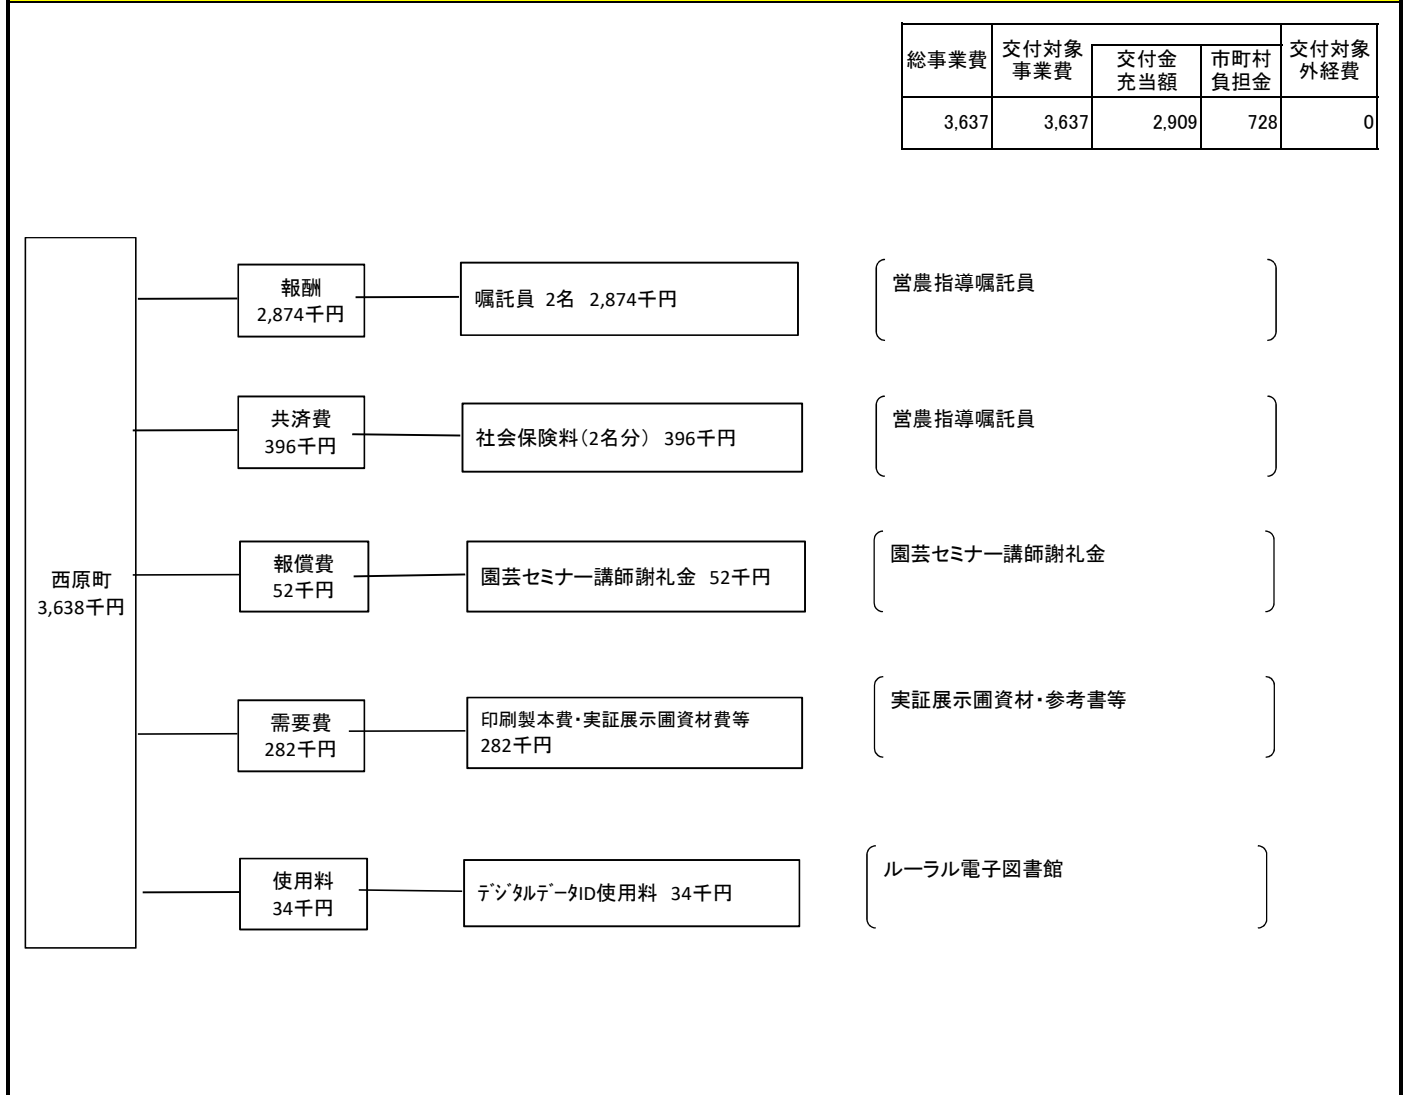 総事業費
交付対象
事業費
交付金
充当額
市町村
負担金
交付対象
外経費
3,637
3,637
2,909
728
0
西原町
3,638千円
報酬
2,874千円
嘱託員 2名 2,874千円
営農指導嘱託員
共済費
396千円
社会保険料(2名分) 396千円
営農指導嘱託員
報償費
52千円
園芸セミナー講師謝礼金 52千円
園芸セミナー講師謝礼金
需要費
282千円
印刷製本費・実証展示圃資材費等
282千円
実証展示圃資材・参考書等
使用料
34千円
ﾃﾞｼﾞﾀﾙﾃﾞｰﾀID使用料 34千円
ルーラル電子図書館